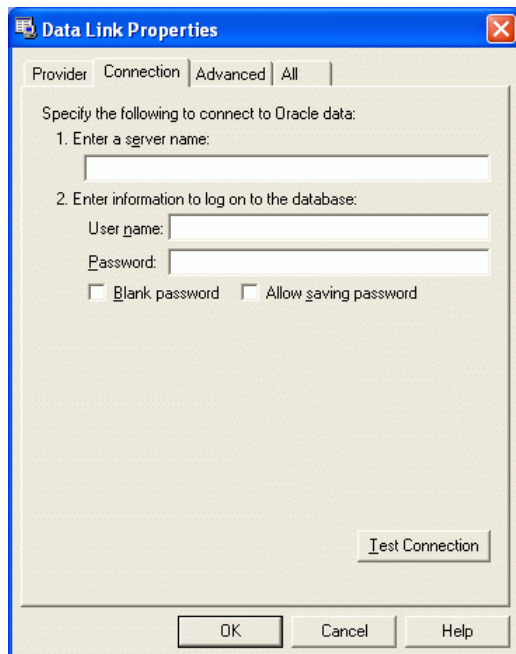 Data Link Properties
Provider Connection Advanced All
Specify the following to connect to Oracle data:
1. Enter a server name:
2. Enter information to log on to the database:
User name:
Password:
Blank password Allow saving password
Test Connection
OK Cancel Help